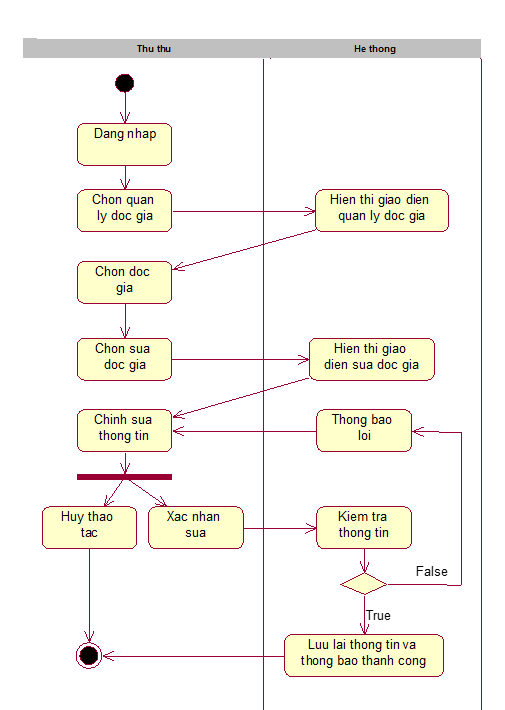 Thu thu
He thong
Dang nhap
Chon quan
ly doc gia
Hien thi giao dien
quan ly doc gia
Chon doc
gia
Chon sua
doc gia
Hien thi giao
dien sua doc gia
Chinh sua
thong tin
Thong bao
loi
Huy thao
tac
Xac nhan
sua
Kiem tra
thong tin
False
True
Luu lai thong tin va
thong bao thanh cong